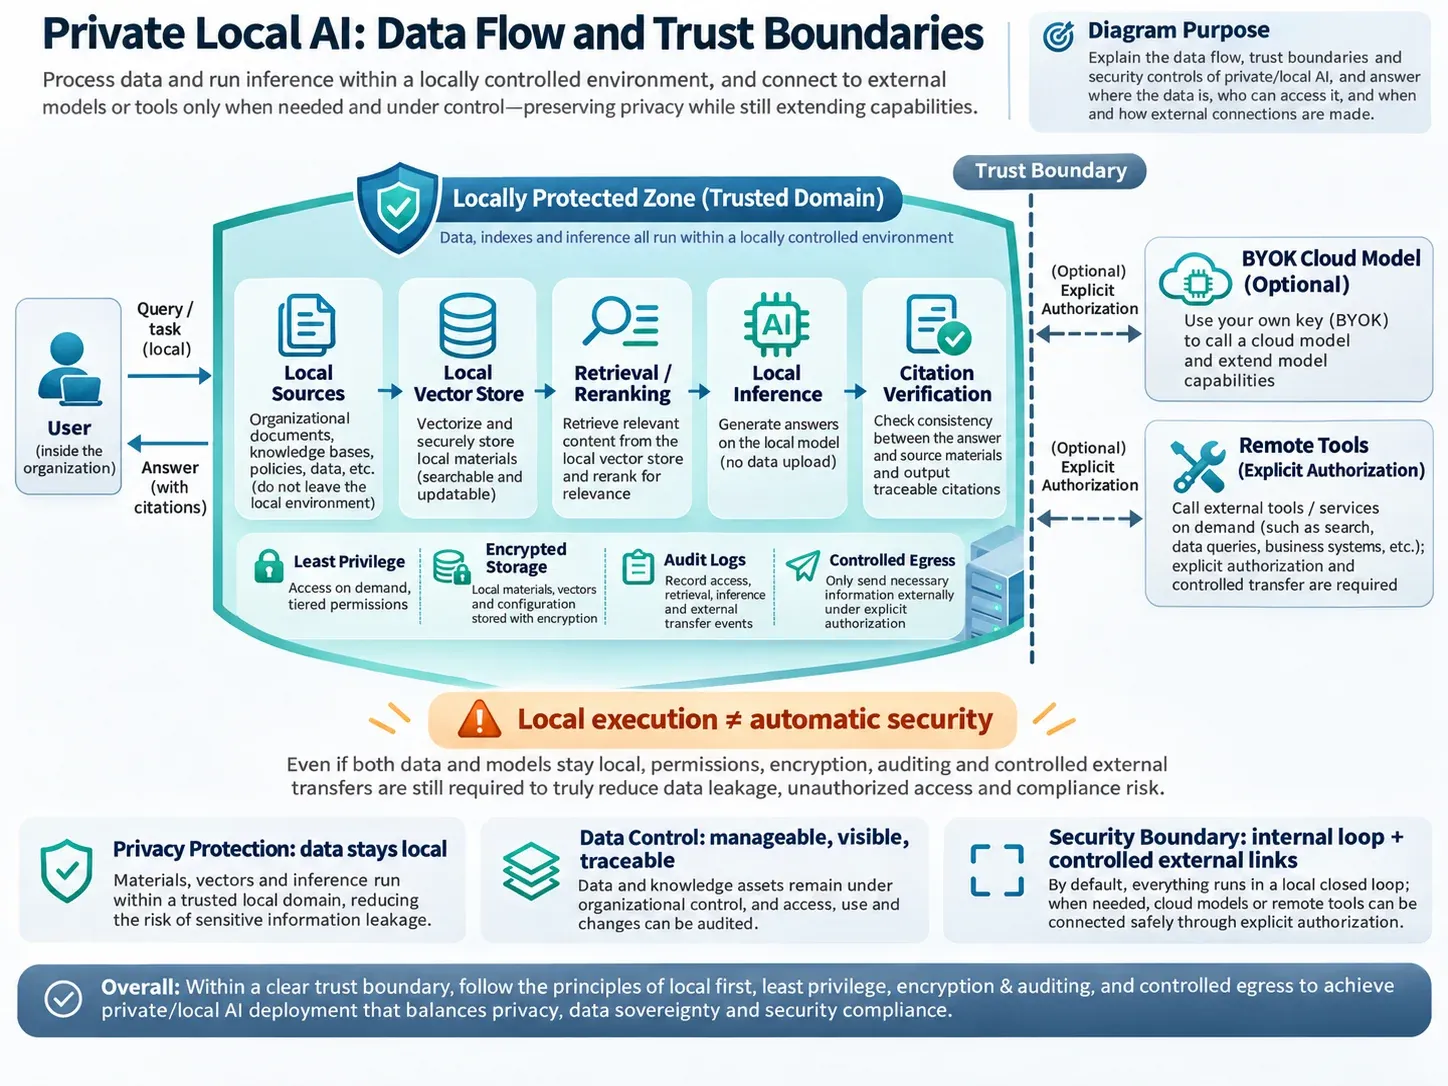 Private Local AI: Data Flow and Trust Boundaries
Process data and run inference within a locally controlled environment, and connect to external
models or tools only when needed and under control—preserving privacy while still extending capabilities.
Diagram Purpose
Explain the data flow, trust boundaries and
security controls of private/local AI, and answer
where the data is, who can access it, and when
and how external connections are made.
Trust Boundary
Locally Protected Zone (Trusted Domain)
Data, indexes and inference all run within a locally controlled environment
User
(inside the
organization)
Query /
task
(local)
Answer
(with
citations)
Local
Sources
Organizational
documents,
knowledge bases,
policies, data, etc.
(do not leave the
local environment)
Local
Vector Store
Vectorize and
securely store
local materials
(searchable and
updatable)
Retrieval /
Reranking
Retrieve relevant
content from the
local vector store
and rerank for
relevance
AI
Local
Inference
Generate answers
on the local model
(no data upload)
Citation
Verification
Check consistency
between the answer
and source materials
and output
traceable citations
Least Privilege
Access on demand,
tiered permissions
Encrypted
Storage
Local materials, vectors
and configuration
stored with encryption
Audit Logs
Record access,
retrieval, inference
and external
transfer events
Controlled Egress
Only send necessary
information externally
under explicit
authorization
(Optional)
Explicit
Authorization
BYOK Cloud Model
(Optional)
Use your own key (BYOK)
to call a cloud model
and extend model
capabilities
(Optional)
Explicit
Authorization
Remote Tools
(Explicit Authorization)
Call external tools / services
on demand (such as search,
data queries, business systems, etc.);
explicit authorization and
controlled transfer are required
Local execution ≠ automatic security
Even if both data and models stay local, permissions, encryption, auditing and controlled external
transfers are still required to truly reduce data leakage, unauthorized access and compliance risk.
Privacy Protection: data stays local
Materials, vectors and inference run
within a trusted local domain, reducing
the risk of sensitive information leakage.
Data Control: manageable, visible,
traceable
Data and knowledge assets remain under
organizational control, and access, use and
changes can be audited.
Security Boundary: internal loop +
controlled external links
By default, everything runs in a local closed loop;
when needed, cloud models or remote tools can be
connected safely through explicit authorization.
Overall: Within a clear trust boundary, follow the principles of local first, least privilege, encryption & auditing, and controlled egress to achieve
private/local AI deployment that balances privacy, data sovereignty and security compliance.